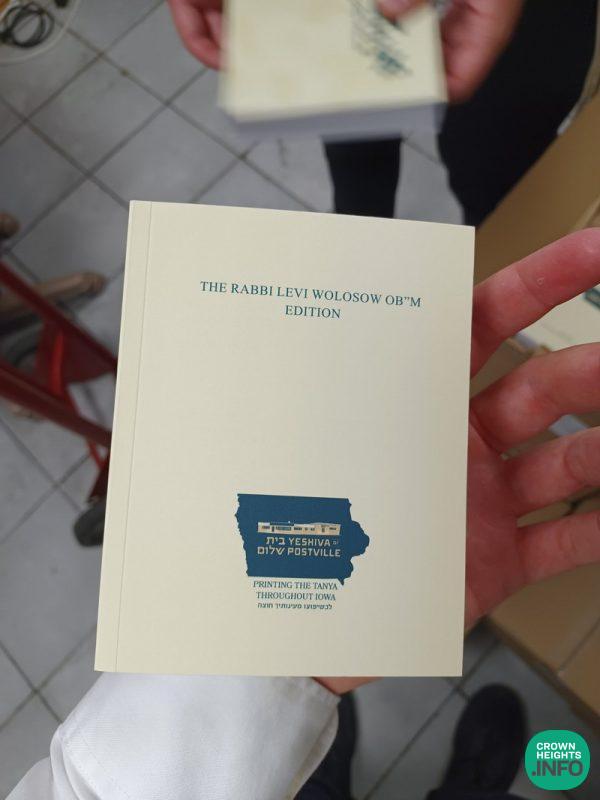 THE RABBI LEVI WOLOSOW OB”M
EDITION
בית YESHIVA OF
שלום POSTVILLE
PRINTING THE TANYA
THROUGHOUT IOWA
לכשיפוצו מעינותיך חוצה
CROWN
HEIGHTS
.INFO